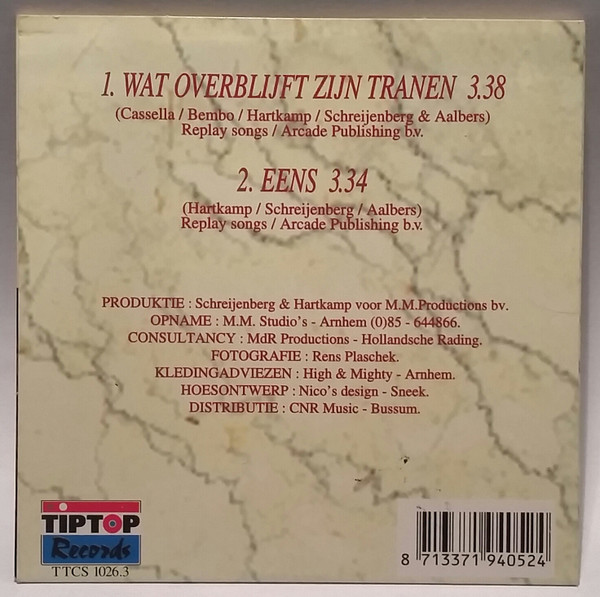 1. WAT OVERBLIJFT ZIJN TRANEN 3.38
(Cassella / Bembo / Hartkamp / Schreijenberg & Aalbers)
Replay songs / Arcade Publishing b.v.
2. EENS 3.34
(Hartkamp / Schreijenberg / Aalbers)
Replay songs / Arcade Publishing b.v.
PRODUKTIE : Schreijenberg & Hartkamp voor M.M.Productions bv.
OPNAME : M.M. Studio's - Arnhem (0)85 - 644866.
CONSULTANCY : MdR Productions - Hollandsche Rading.
FOTOGRAFIE : Rens Plaschek.
KLEDINGADVIEZEN : High & Mighty - Arnhem.
HOESONTWERP : Nico's design - Sneek.
DISTRIBUTIE : CNR Music - Bussum.
TIPTOP
Records
TTCS 1026.3
8 713371 940524